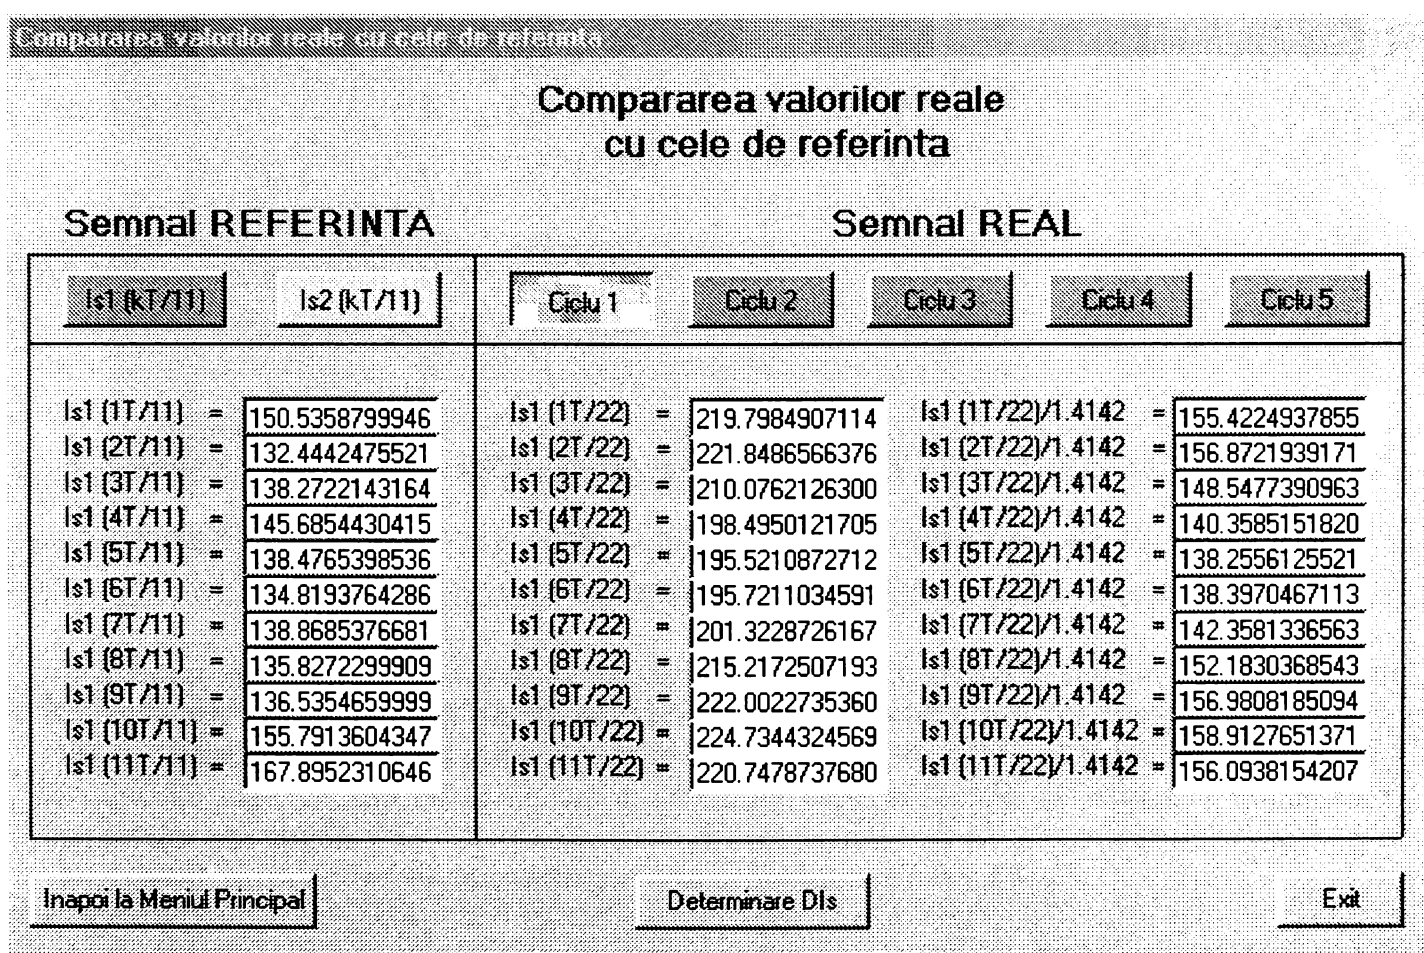 Compararea valorilor reale cu cele de referinta
Compararea valorilor reale
cu cele de referinta
Semnal REFERINTA Semnal REAL
Is1 (kT/11) Is2 (kT/11) Ciclu 1 Ciclu 2 Ciclu 3 Ciclu 4 Ciclu 5
Is1 (1T/11) = 150.5358799946 Is1 (1T/22) = 219.7984907114 Is1 (1T/22)/1.4142 = 155.4224937855
Is1 (2T/11) = 132.4442475521 Is1 (2T/22) = 221.8486566376 Is1 (2T/22)/1.4142 = 156.8721939171
Is1 (3T/11) = 138.2722143164 Is1 (3T/22) = 210.0762126300 Is1 (3T/22)/1.4142 = 148.5477390963
Is1 (4T/11) = 145.6854430415 Is1 (4T/22) = 198.4950121705 Is1 (4T/22)/1.4142 = 140.3585151820
Is1 (5T/11) = 138.4765398536 Is1 (5T/22) = 195.5210872712 Is1 (5T/22)/1.4142 = 138.2556125521
Is1 (6T/11) = 134.8193764286 Is1 (6T/22) = 195.7211034591 Is1 (6T/22)/1.4142 = 138.3970467113
Is1 (7T/11) = 138.8685376681 Is1 (7T/22) = 201.3228726167 Is1 (7T/22)/1.4142 = 142.3581336563
Is1 (8T/11) = 135.8272299909 Is1 (8T/22) = 215.2172507193 Is1 (8T/22)/1.4142 = 152.1830368543
Is1 (9T/11) = 136.5354659999 Is1 (9T/22) = 222.0022735360 Is1 (9T/22)/1.4142 = 156.9808185094
Is1 (10T/11) = 155.7913604347 Is1 (10T/22) = 224.7344324569 Is1 (10T/22)/1.4142 = 158.9127651371
Is1 (11T/11) = 167.8952310646 Is1 (11T/22) = 220.7478737680 Is1 (11T/22)/1.4142 = 156.0938154207
Inapoi la Meniul Principal Determinare DIs Exit